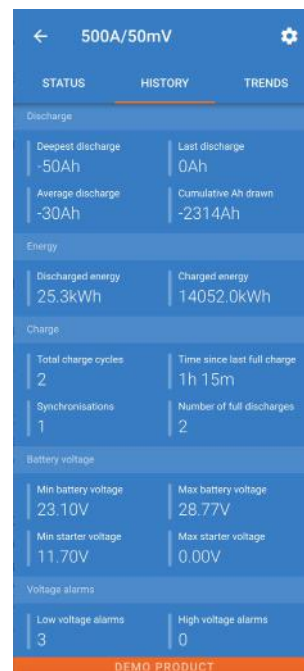 500A/50mV
STATUS HISTORY TRENDS
Discharge
Deepest discharge Last discharge
-50Ah 0Ah
Average discharge Cumulative Ah drawn
-30Ah -2314Ah
Energy
Discharged energy Charged energy
25.3kWh 14052.0kWh
Charge
Total charge cycles Time since last full charge
2 1h 15m
Synchronisations Number of full discharges
1 2
Battery voltage
Min battery voltage Max battery voltage
23.10V 28.77V
Min starter voltage Max starter voltage
11.70V 0.00V
Voltage alarms
Low voltage alarms High voltage alarms
3 0
DEMO PRODUCT